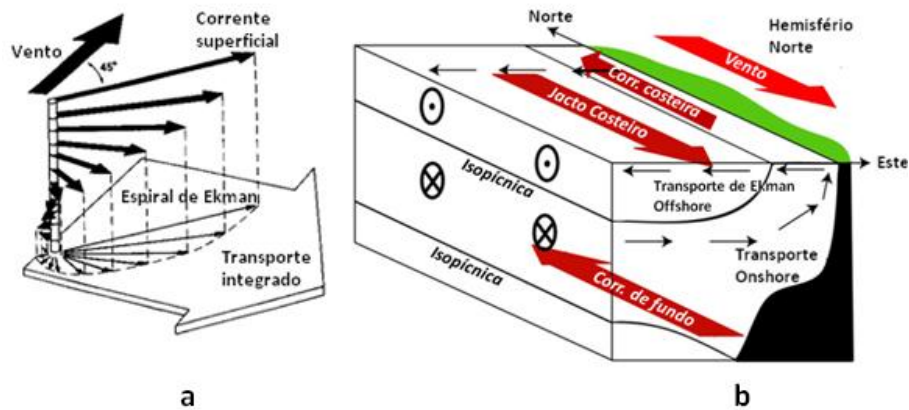 Vento
45°
Corrente
superficial
Espiral de Ekman
Transporte
integrado
a
Norte
Hemisfério
Norte
Vento
Corr. costeira
Jacto Costeiro
Este
Isopícnica
Transporte de Ekman
Offshore
Transporte
Onshore
Isopícnica
Corr. de fundo
b